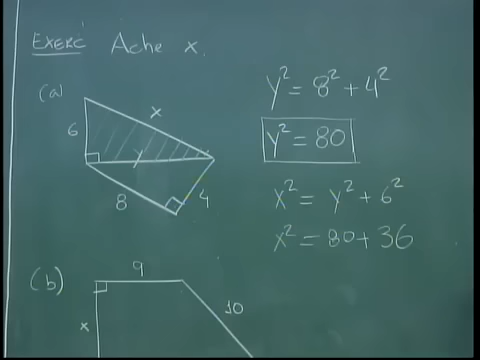 EXERC Ache x.
(a)
6
x
y
8
4
y² = 8² + 4²
y² = 80
x² = y² + 6²
x² = 80 + 36
(b)
9
x
10